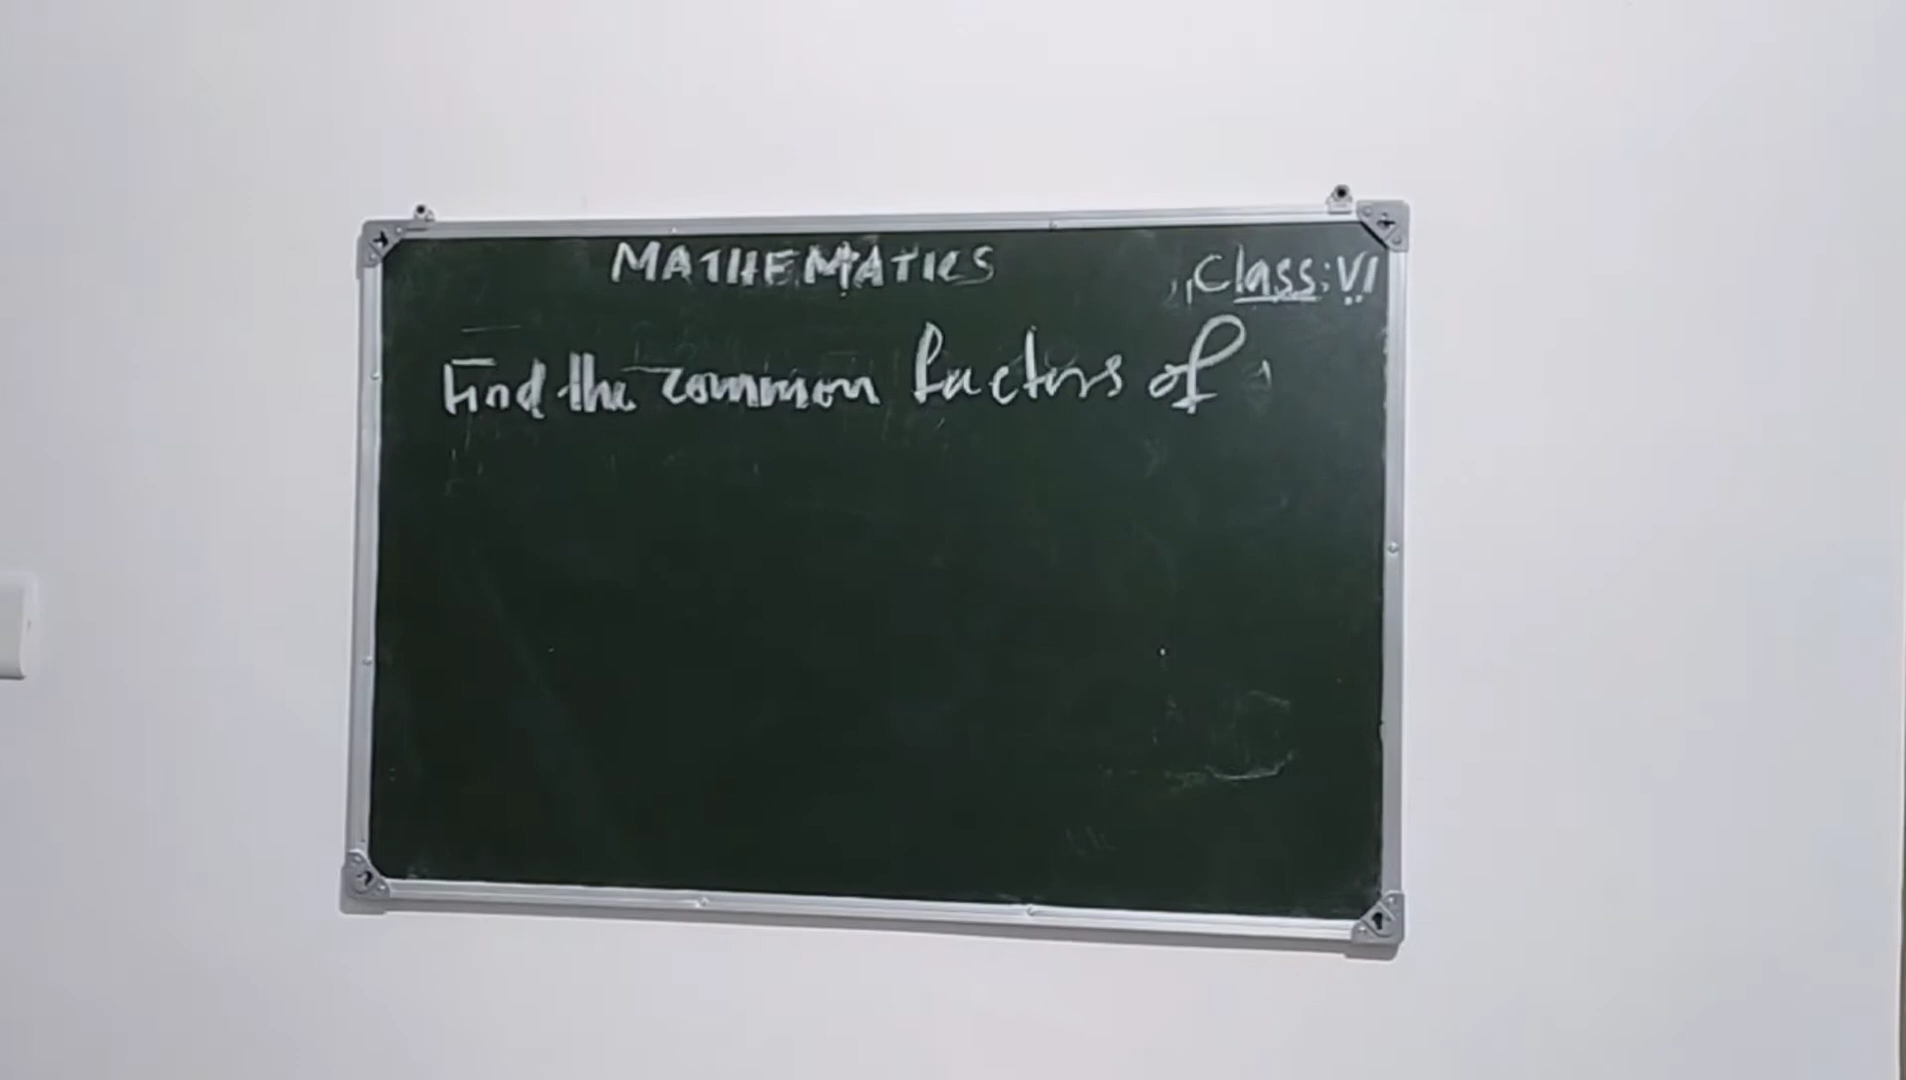 MATHEMATICS
Class: VI
Find the common factors of